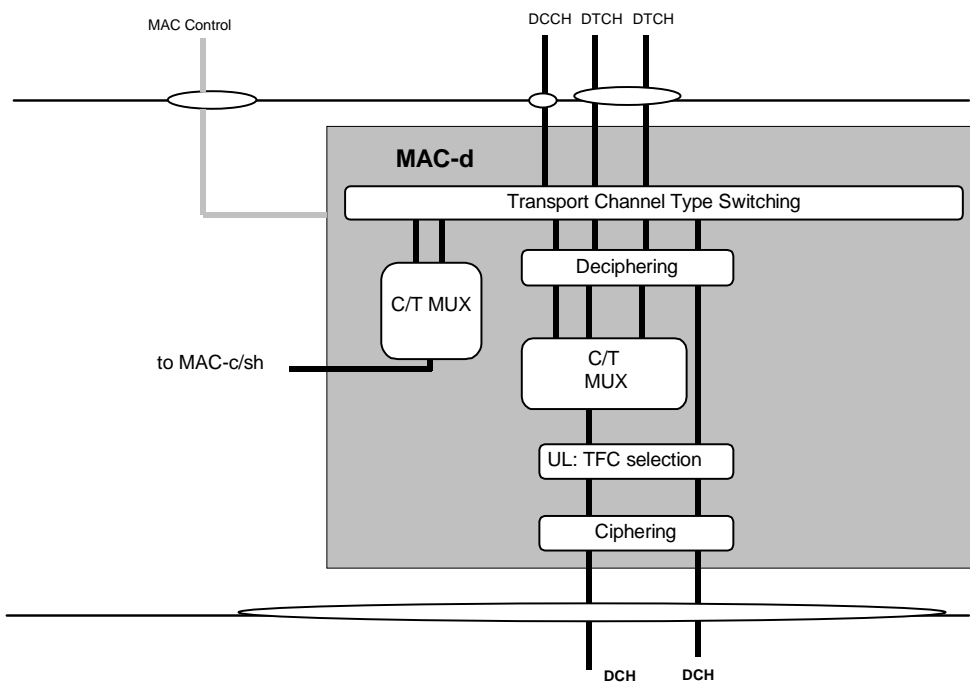 MAC Control
DCCH DTCH DTCH
MAC-d
Transport Channel Type Switching
Deciphering
C/T MUX
to MAC-c/sh
C/T
MUX
UL: TFC selection
Ciphering
DCH
DCH